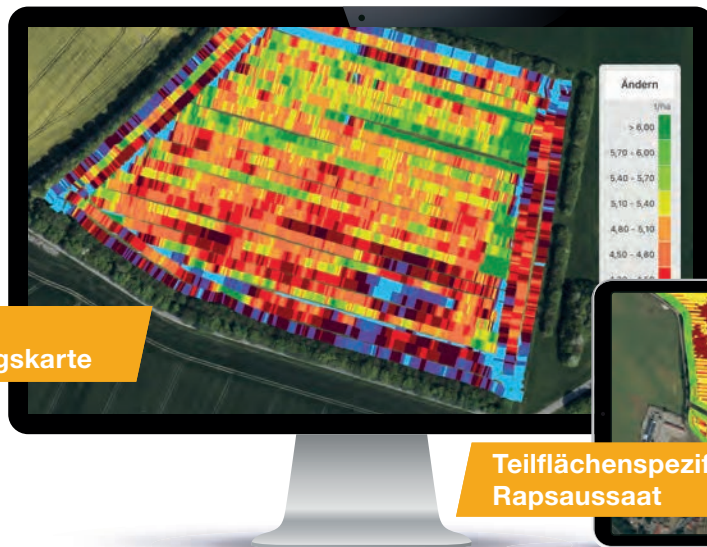 Ändern
t/ha
> 6,00
5,70 - 6,00
5,40 - 5,70
5,10 - 5,40
4,80 - 5,10
4,50 - 4,80
gskarte
Teilflächenspezif
Rapsaussaat